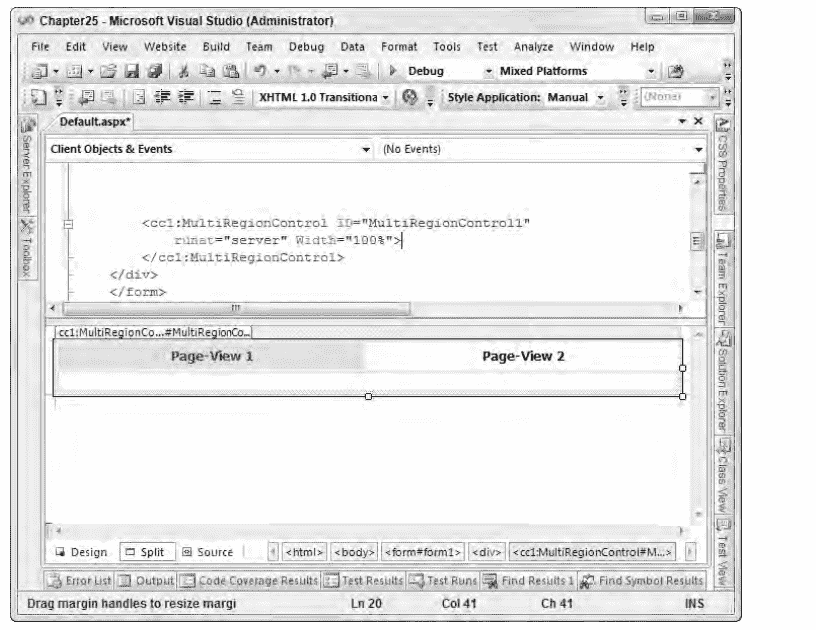 Chapter25 - Microsoft Visual Studio (Administrator)
File Edit View Website Build Team Debug Data Format Tools Test Analyze Window Help
Debug Mixed Platforms
XHTML 1.0 Transitiona Style Application: Manual (None)
Default.aspx*
Client Objects & Events (No Events)
<cc1:MultiRegionControl ID="MultiRegionControl1"
runat="server" Width="100%">
</cc1:MultiRegionControl>
</div>
</form>
cc1:MultiRegionCo...#MultiRegionCo...
Page-View 1 Page-View 2
Design Split Source <html> <body> <form#form1> <div> <cc1:MultiRegionControl#M...>
Error List Output Code Coverage Results Test Results Test Runs Find Results 1 Find Symbol Results
Drag margin handles to resize margi Ln 20 Col 41 Ch 41 INS
Server Explorer
Toolbox
CSS Properties
Team Explorer
Solution Explorer
Class View
Test View